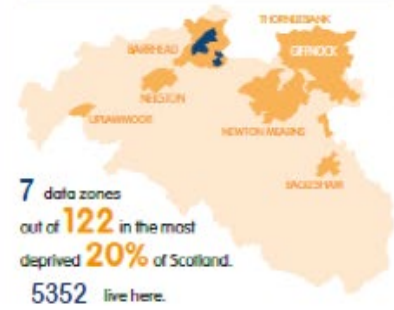 THORNLIEBANK
BARRHEAD
GIFFNOCK
NEILSTON
UPLAWMOOR
NEWTON MEARNS
EAGLESHAM
7 data zones
out of 122 in the most
deprived 20% of Scotland.
5352 live here.